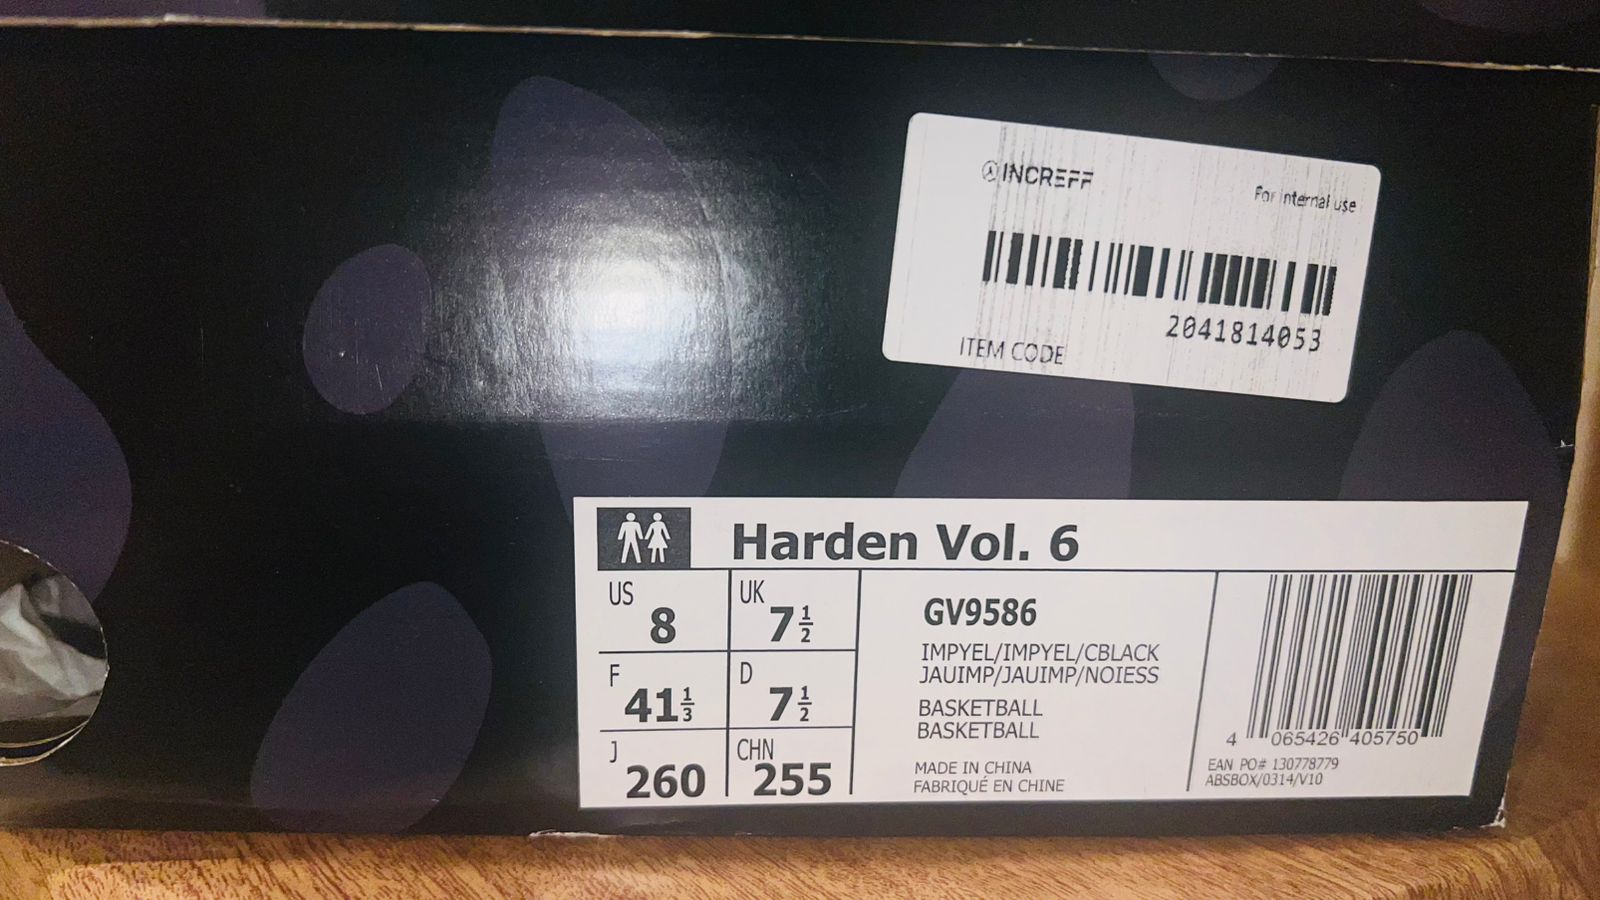 INCREFF
For internal use
2041814053
ITEM CODE
Harden Vol. 6
US 8
UK 7½
F 41⅓
D 7½
J 260
CHN 255
GV9586
IMPYEL/IMPYEL/CBLACK
JAUIMP/JAUIMP/NOIESS
BASKETBALL
BASKETBALL
MADE IN CHINA
FABRIQUÉ EN CHINE
4 065426 405750
EAN PO# 130778779
ABSBOX/0314/V10